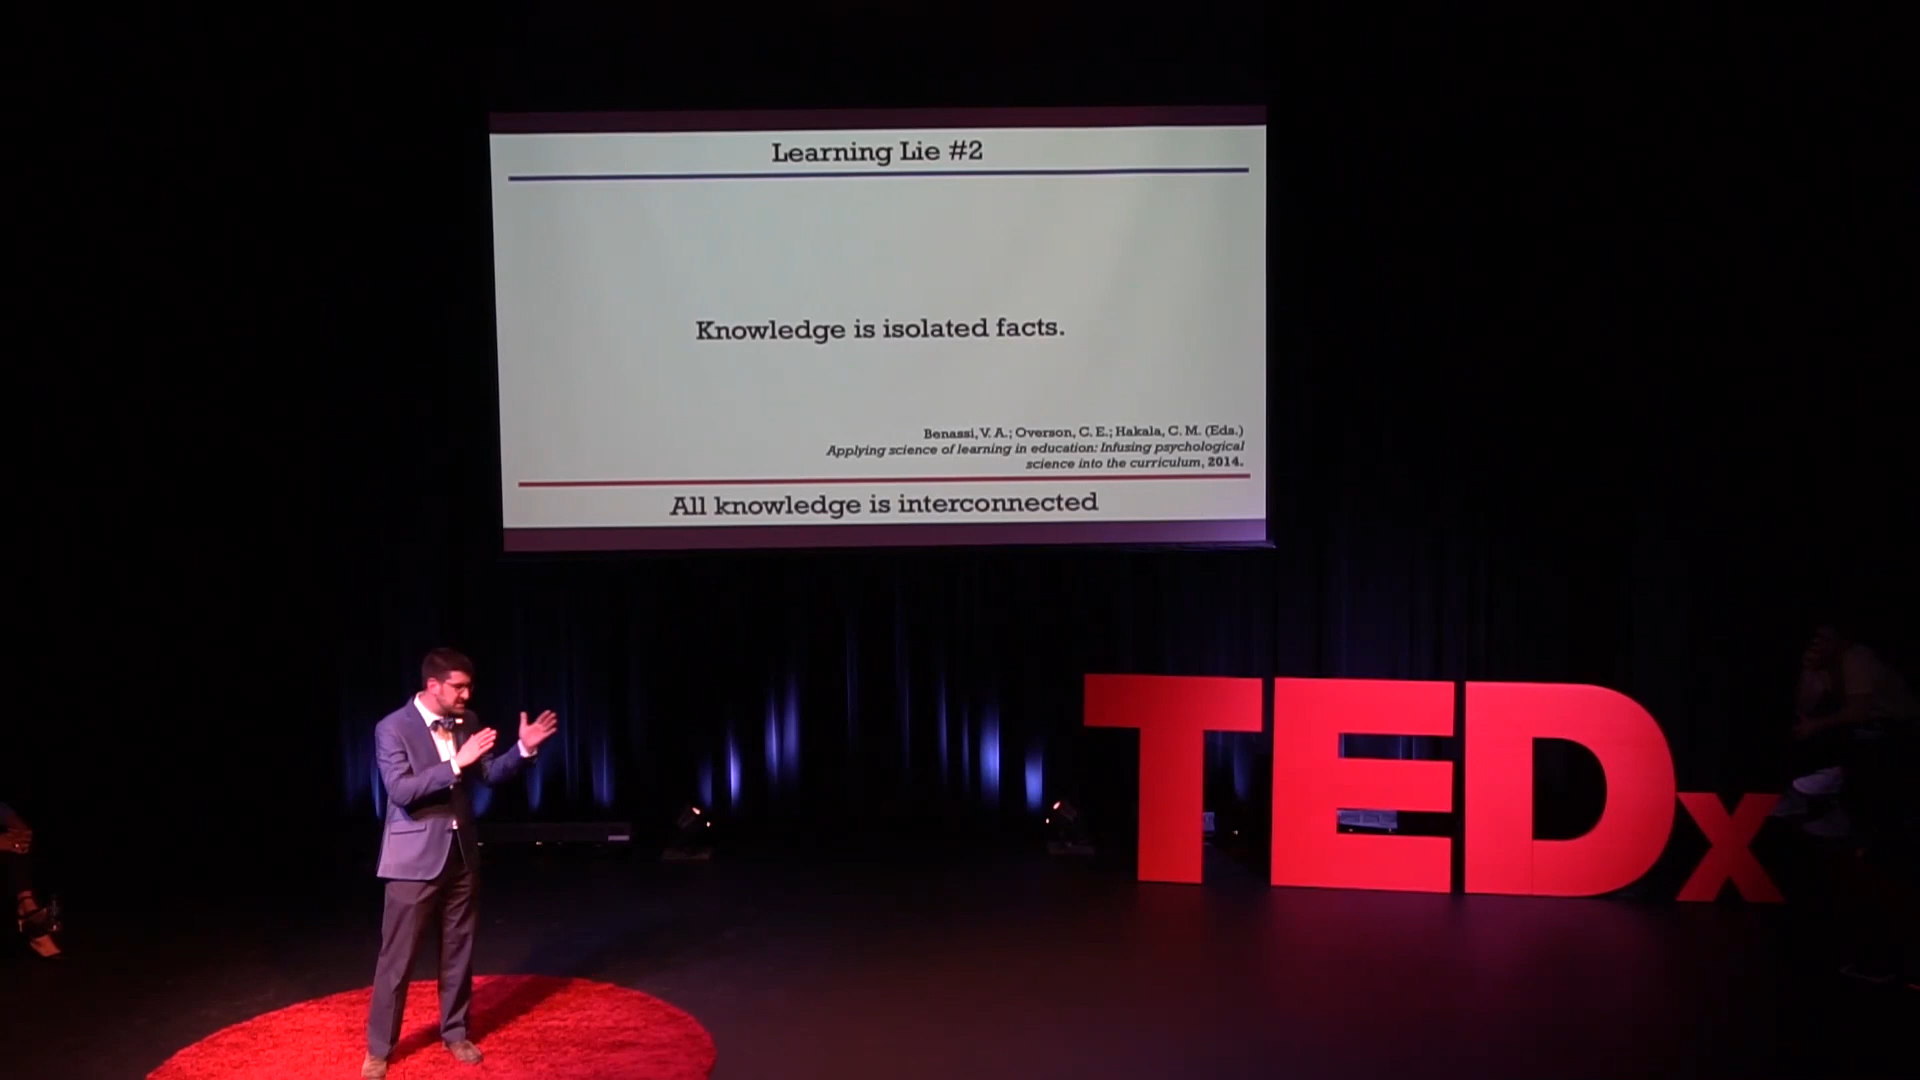 Learning Lie #2
Knowledge is isolated facts.
Benassi, V. A.; Overson, C. E.; Hakala, C. M. (Eds.)
Applying science of learning in education: Infusing psychological
science into the curriculum, 2014.
All knowledge is interconnected
TEDx